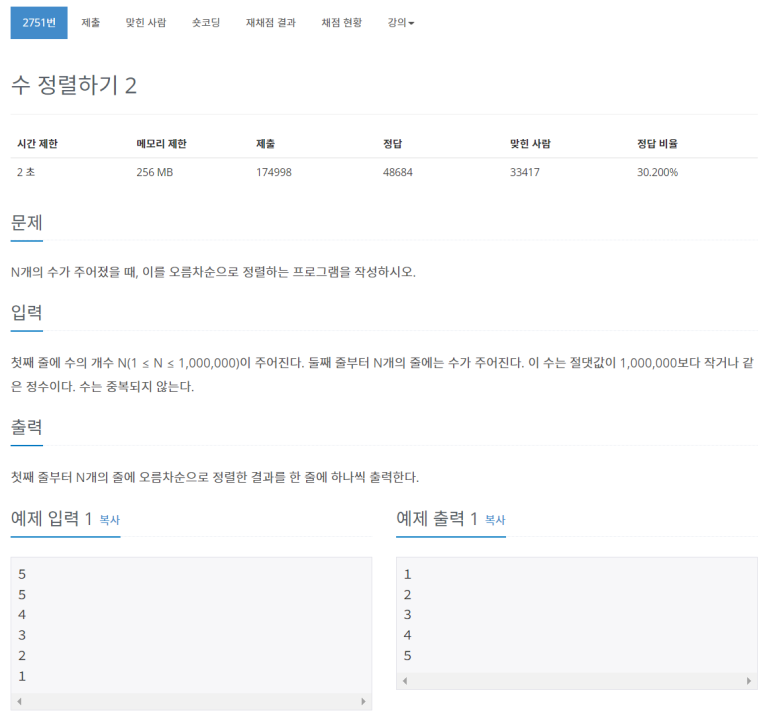 2751번 제출 맞힌 사람 숏코딩 재채점 결과 채점 현황 강의
수 정렬하기 2
시간 제한 메모리 제한 제출 정답 맞힌 사람 정답 비율
2 초 256 MB 174998 48684 33417 30.200%
문제
N개의 수가 주어졌을 때, 이를 오름차순으로 정렬하는 프로그램을 작성하시오.
입력
첫째 줄에 수의 개수 N(1 ≤ N ≤ 1,000,000)이 주어진다. 둘째 줄부터 N개의 줄에는 수가 주어진다. 이 수는 절댓값이 1,000,000보다 작거나 같
은 정수이다. 수는 중복되지 않는다.
출력
첫째 줄부터 N개의 줄에 오름차순으로 정렬한 결과를 한 줄에 하나씩 출력한다.
예제 입력 1 복사
5
5
4
3
2
1
예제 출력 1 복사
1
2
3
4
5